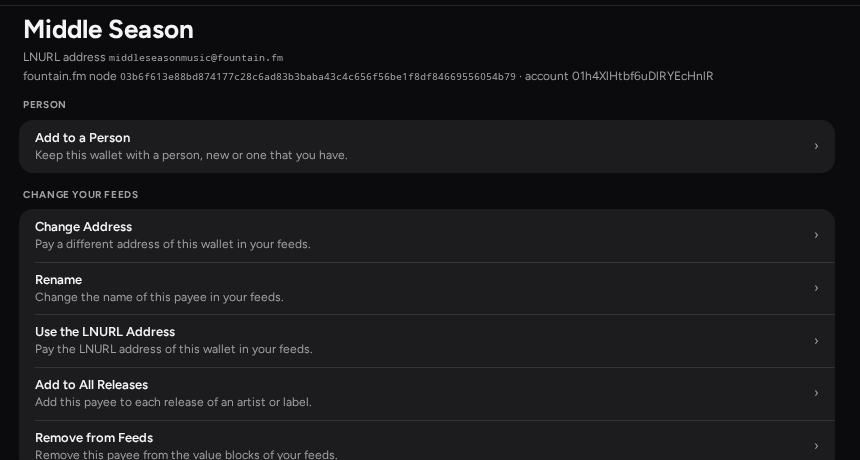 Middle Season
LNURL address middleseasonmusic@fountain.fm
fountain.fm node 03b6f613e88bd874177c28c6ad83b3baba43c4c656f56be1f8df84669556054b79 · account 01h4XlHtbf6uDlRYEcHnlR
PERSON
Add to a Person
Keep this wallet with a person, new or one that you have.
CHANGE YOUR FEEDS
Change Address
Pay a different address of this wallet in your feeds.
Rename
Change the name of this payee in your feeds.
Use the LNURL Address
Pay the LNURL address of this wallet in your feeds.
Add to All Releases
Add this payee to each release of an artist or label.
Remove from Feeds
Remove this payee from the value blocks of your feeds.